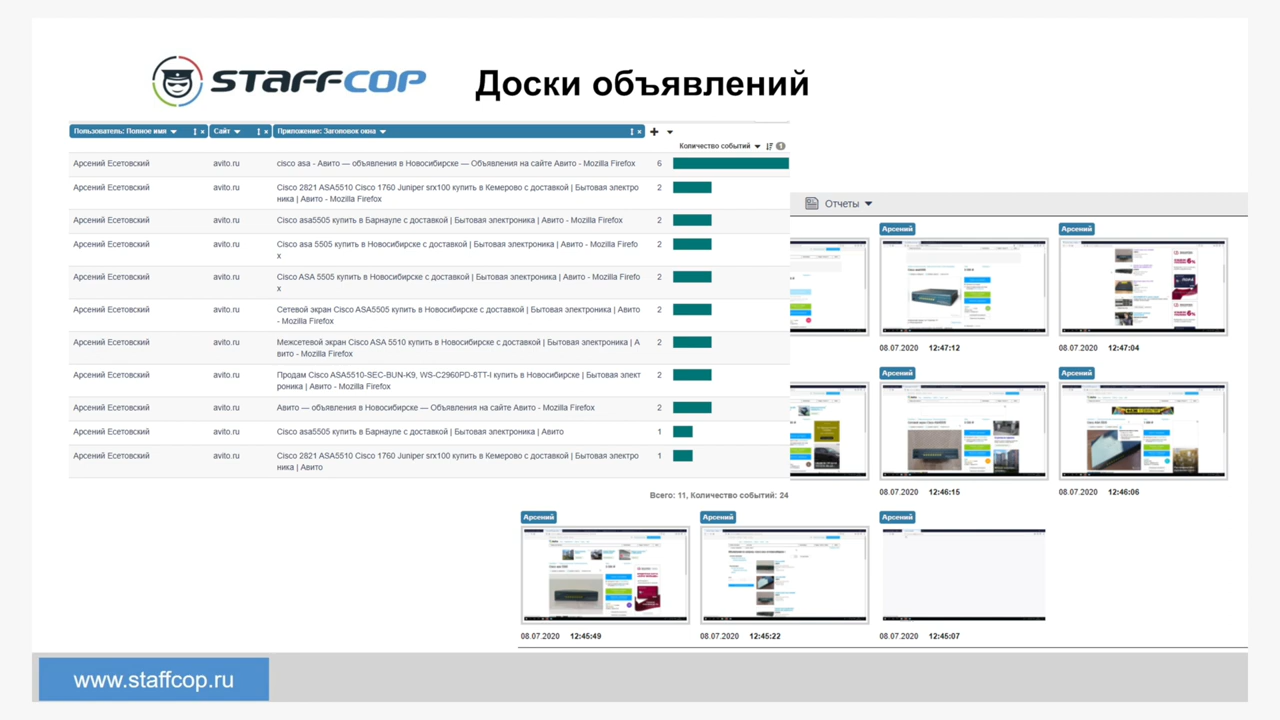 STAFFCOP
Доски объявлений
Пользователь: Полное имя
Сайт
Приложение: Заголовок окна
Количество событий
1
Арсений Есетовский avito.ru cisco asa - Авито — объявления в Новосибирске — Объявления на сайте Авито - Mozilla Firefox 6
Арсений Есетовский avito.ru Cisco 2821 ASA5510 Cisco 1760 Juniper srx100 купить в Кемерово с доставкой | Бытовая электро 2
ника | Авито - Mozilla Firefox
Арсений Есетовский avito.ru Cisco asa5505 купить в Барнауле с доставкой | Бытовая электроника | Авито - Mozilla Firefox 2
Арсений Есетовский avito.ru Cisco asa 5505 купить в Новосибирске с доставкой | Бытовая электроника | Авито - Mozilla Firefo 2
x
Арсений Есетовский avito.ru Cisco ASA 5505 купить в Новосибирске с доставкой | Бытовая электроника | Авито - Mozilla Firefo 2
x
Арсений Есетовский avito.ru Сетевой экран Cisco ASA5505 купить в Новосибирске с доставкой | Бытовая электроника | Авито 2
- Mozilla Firefox
Арсений Есетовский avito.ru Межсетевой экран Cisco ASA 5510 купить в Новосибирске с доставкой | Бытовая электроника | А 2
вито - Mozilla Firefox
Арсений Есетовский avito.ru Продам Cisco ASA5510-SEC-BUN-K9, WS-C2960PD-8TT-I купить в Новосибирске | Бытовая элект 2
роника | Авито - Mozilla Firefox
Арсений Есетовский avito.ru Авито — объявления в Новосибирске — Объявления на сайте Авито - Mozilla Firefox 2
Арсений Есетовский avito.ru Cisco asa5505 купить в Барнауле с доставкой | Бытовая электроника | Авито 1
Арсений Есетовский avito.ru Cisco 2821 ASA5510 Cisco 1760 Juniper srx100 купить в Кемерово с доставкой | Бытовая электро 1
ника | Авито
Всего: 11, Количество событий: 24
Отчеты
Арсений
Арсений
08.07.2020 12:47:12
08.07.2020 12:47:04
Арсений
Арсений
08.07.2020 12:46:15
08.07.2020 12:46:06
Арсений
Арсений
Арсений
08.07.2020 12:45:49
08.07.2020 12:45:22
08.07.2020 12:45:07
www.staffcop.ru